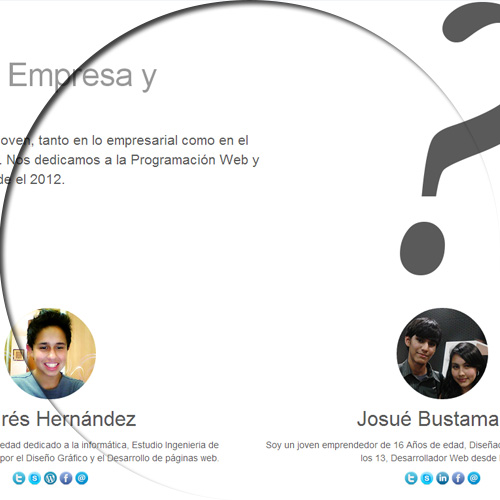 Empresa y
?
oven, tanto en lo empresarial como en el
. Nos dedicamos a la Programación Web y
de el 2012.
rés Hernández
Josué Bustama
edad dedicado a la informática, Estudio Ingenieria de
por el Diseño Gráfico y el Desarrollo de páginas web.
Soy un joven emprendedor de 16 Años de edad, Diseñad
los 13, Desarrollador Web desde l